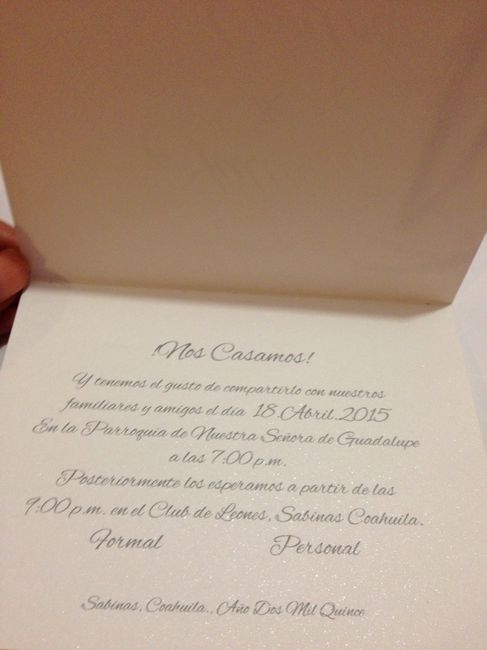 ¡Nos Casamos!
Y tenemos el gusto de compartirlo con nuestros
familiares y amigos el día 18.Abril.2015
En la Parroquia de Nuestra Señora de Guadalupe
a las 7:00 p.m.
Posteriormente los esperamos a partir de las
9:00 p.m. en el Club de Leones, Sabinas Coahuila.
Formal Personal
Sabinas, Coahuila., Año Dos Mil Quince